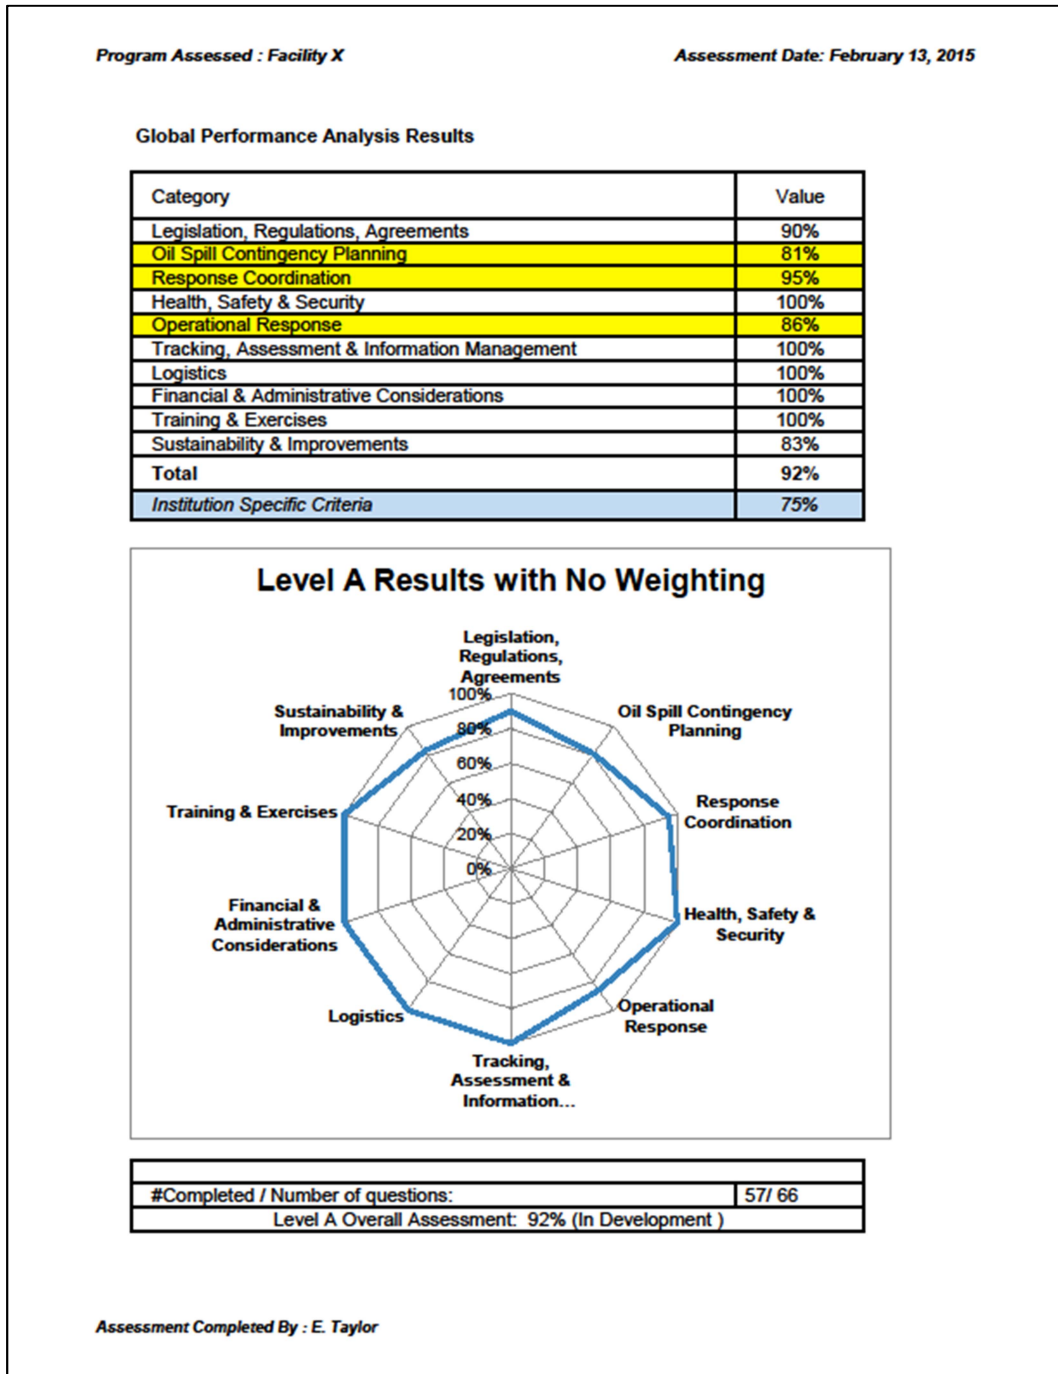 Program Assessed : Facility X Assessment Date: February 13, 2015
Global Performance Analysis Results
Category Value
Legislation, Regulations, Agreements 90%
Oil Spill Contingency Planning 81%
Response Coordination 95%
Health, Safety & Security 100%
Operational Response 86%
Tracking, Assessment & Information Management 100%
Logistics 100%
Financial & Administrative Considerations 100%
Training & Exercises 100%
Sustainability & Improvements 83%
Total 92%
Institution Specific Criteria 75%
Level A Results with No Weighting
Legislation,
Regulations,
Agreements
100%
80%
60%
40%
20%
0%
Oil Spill Contingency
Planning
Response
Coordination
Health, Safety &
Security
Operational
Response
Tracking,
Assessment &
Information...
Logistics
Financial &
Administrative
Considerations
Training & Exercises
Sustainability &
Improvements
#Completed / Number of questions: 57/ 66
Level A Overall Assessment: 92% (In Development )
Assessment Completed By : E. Taylor